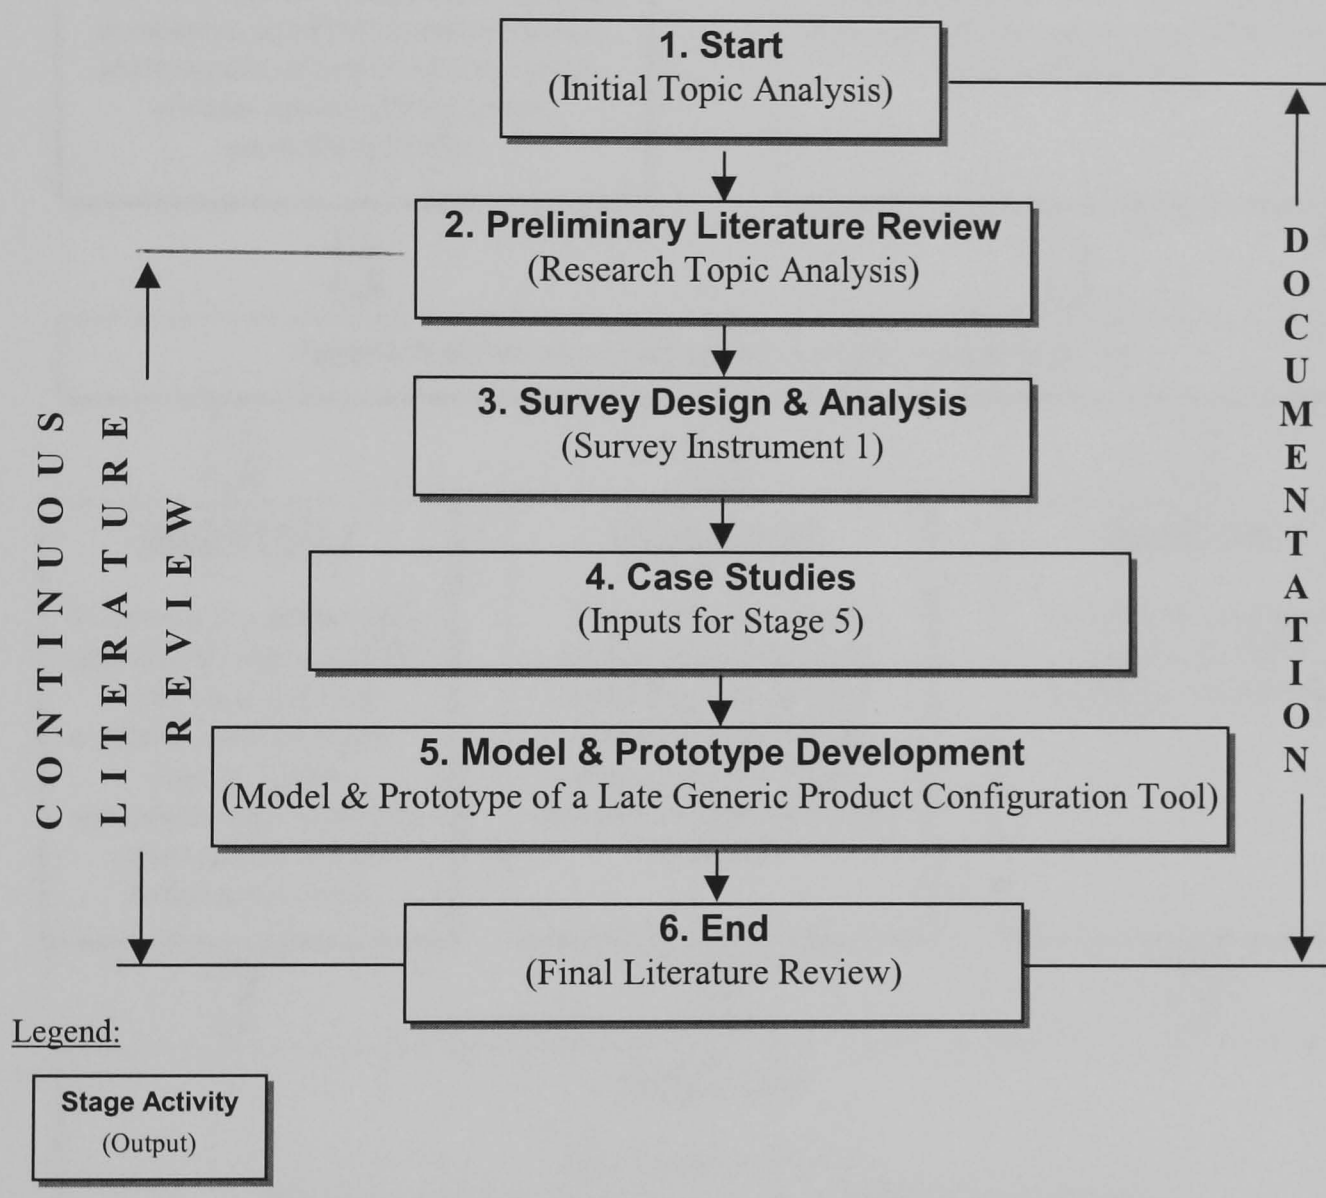 1. Start
(Initial Topic Analysis)
2. Preliminary Literature Review
(Research Topic Analysis)
3. Survey Design & Analysis
(Survey Instrument 1)
4. Case Studies
(Inputs for Stage 5)
5. Model & Prototype Development
(Model & Prototype of a Late Generic Product Configuration Tool)
6. End
(Final Literature Review)
CONTINUOUS
LITERATURE
REVIEW
DOCUMENTATION
Legend:
Stage Activity
(Output)